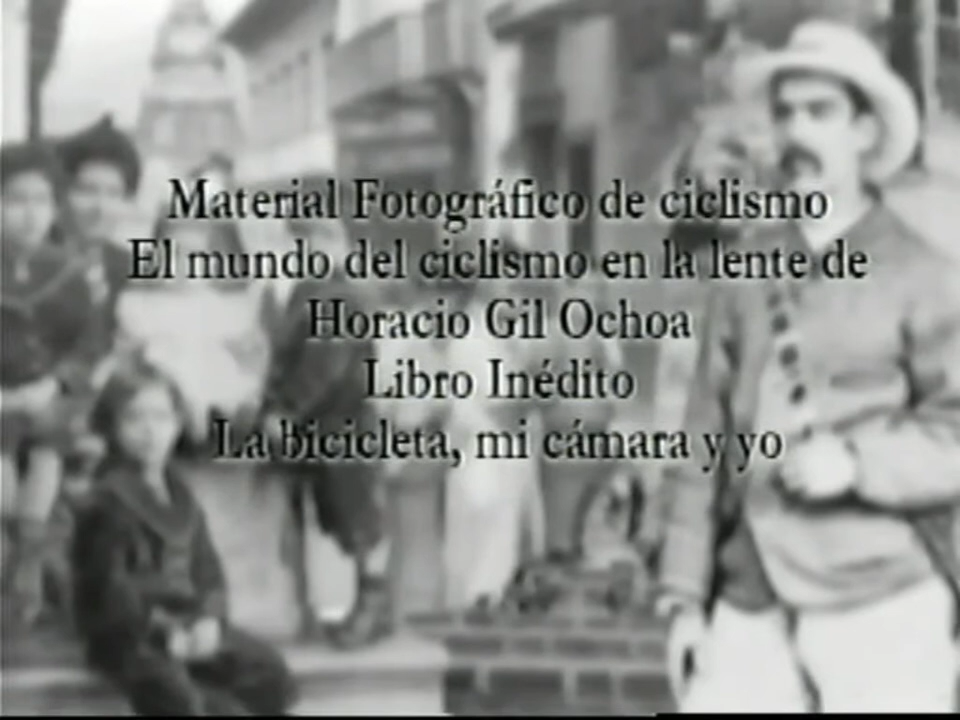 Material Fotográfico de ciclismo
El mundo del ciclismo en la lente de
Horacio Gil Ochoa
Libro Inédito
La bicicleta, mi cámara y yo